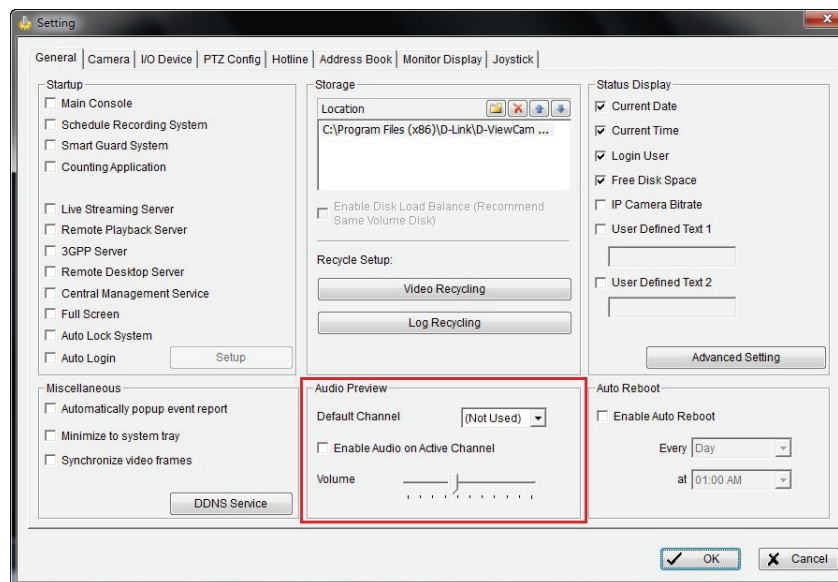 Setting
General Camera I/O Device PTZ Config Hotline Address Book Monitor Display Joystick
Startup
Main Console
Schedule Recording System
Smart Guard System
Counting Application
Live Streaming Server
Remote Playback Server
3GPP Server
Remote Desktop Server
Central Management Service
Full Screen
Auto Lock System
Auto Login Setup
Storage
Location
C:\Program Files (x86)\D-Link\D-ViewCam ...
Enable Disk Load Balance (Recommend
Same Volume Disk)
Recycle Setup:
Video Recycling
Log Recycling
Status Display
Current Date
Current Time
Login User
Free Disk Space
IP Camera Bitrate
User Defined Text 1
User Defined Text 2
Advanced Setting
Miscellaneous
Automatically popup event report
Minimize to system tray
Synchronize video frames
DDNS Service
Audio Preview
Default Channel (Not Used)
Enable Audio on Active Channel
Volume
Auto Reboot
Enable Auto Reboot
Every Day
at 01:00 AM
OK Cancel